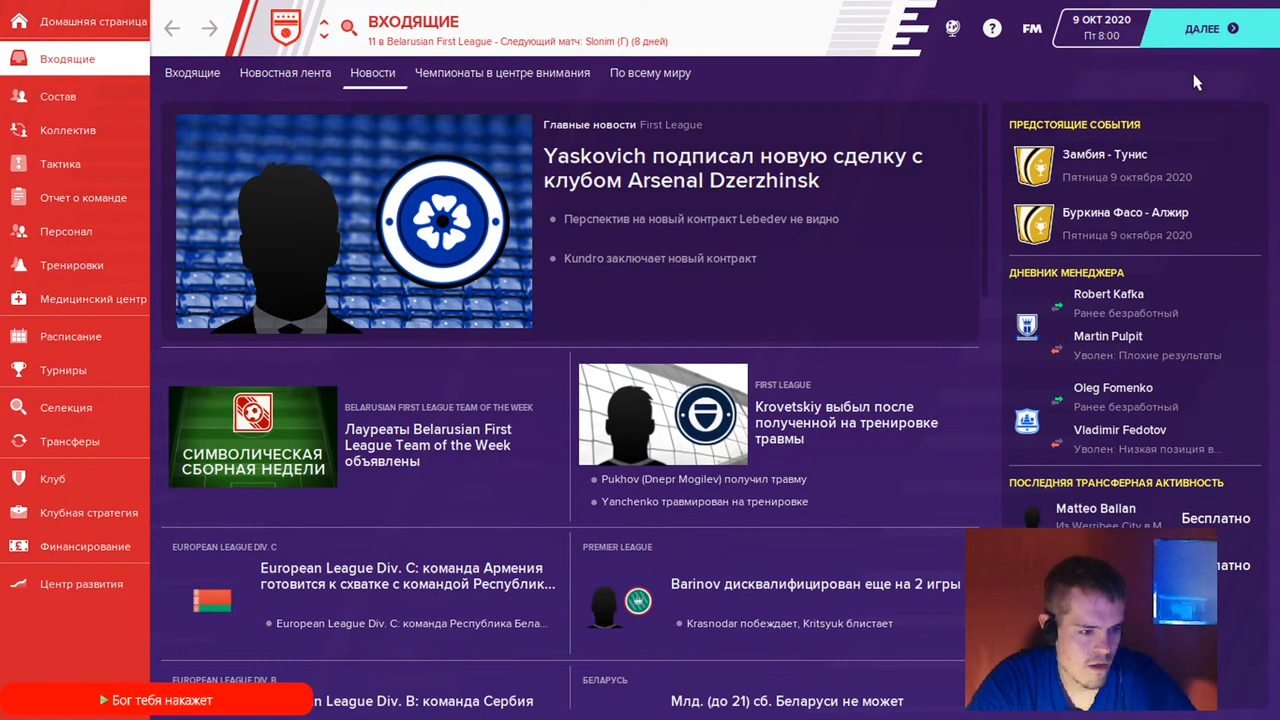 Домашняя страница
Входящие
Состав
Коллектив
Тактика
Отчет о команде
Персонал
Тренировки
Медицинский центр
Расписание
Турниры
Селекция
Трансферы
Клуб
Клубная стратегия
Финансирование
Центр развития
Бог тебя накажет
ВХОДЯЩИЕ
11 в Belarusian First League - Следующий матч: Slonim (Г) (8 дней)
?
FM
9 ОКТ 2020
Пт 8:00
ДАЛЕЕ
Входящие
Новостная лента
Новости
Чемпионаты в центре внимания
По всему миру
Главные новости First League
Yaskovich подписал новую сделку с
клубом Arsenal Dzerzhinsk
Перспектив на новый контракт Lebedev не видно
Kundro заключает новый контракт
СИМВОЛИЧЕСКАЯ
СБОРНАЯ НЕДЕЛИ
BELARUSIAN FIRST LEAGUE TEAM OF THE WEEK
Лауреаты Belarusian First
League Team of the Week
объявлены
FIRST LEAGUE
Krovetskiy выбыл после
полученной на тренировке
травмы
Pukhov (Dnepr Mogilev) получил травму
Yanchenko травмирован на тренировке
EUROPEAN LEAGUE DIV. C
European League Div. C: команда Армения
готовится к схватке с командой Республик...
European League Div. C: команда Республика Бела...
PREMIER LEAGUE
Barinov дисквалифицирован еще на 2 игры
Krasnodar побеждает, Kritsyuk блистает
EUROPEAN LEAGUE DIV. B
League Div. B: команда Сербия
БЕЛАРУСЬ
Млд. (до 21) сб. Беларуси не может
ПРЕДСТОЯЩИЕ СОБЫТИЯ
Замбия - Тунис
Пятница 9 октября 2020
Буркина Фасо - Алжир
Пятница 9 октября 2020
ДНЕВНИК МЕНЕДЖЕРА
Robert Kafka
Ранее безработный
Martin Pulpit
Уволен: Плохие результаты
Oleg Fomenko
Ранее безработный
Vladimir Fedotov
Уволен: Низкая позиция в...
ПОСЛЕДНЯЯ ТРАНСФЕРНАЯ АКТИВНОСТЬ
Matteo Ballan
Из Werribee City в M
Бесплатно